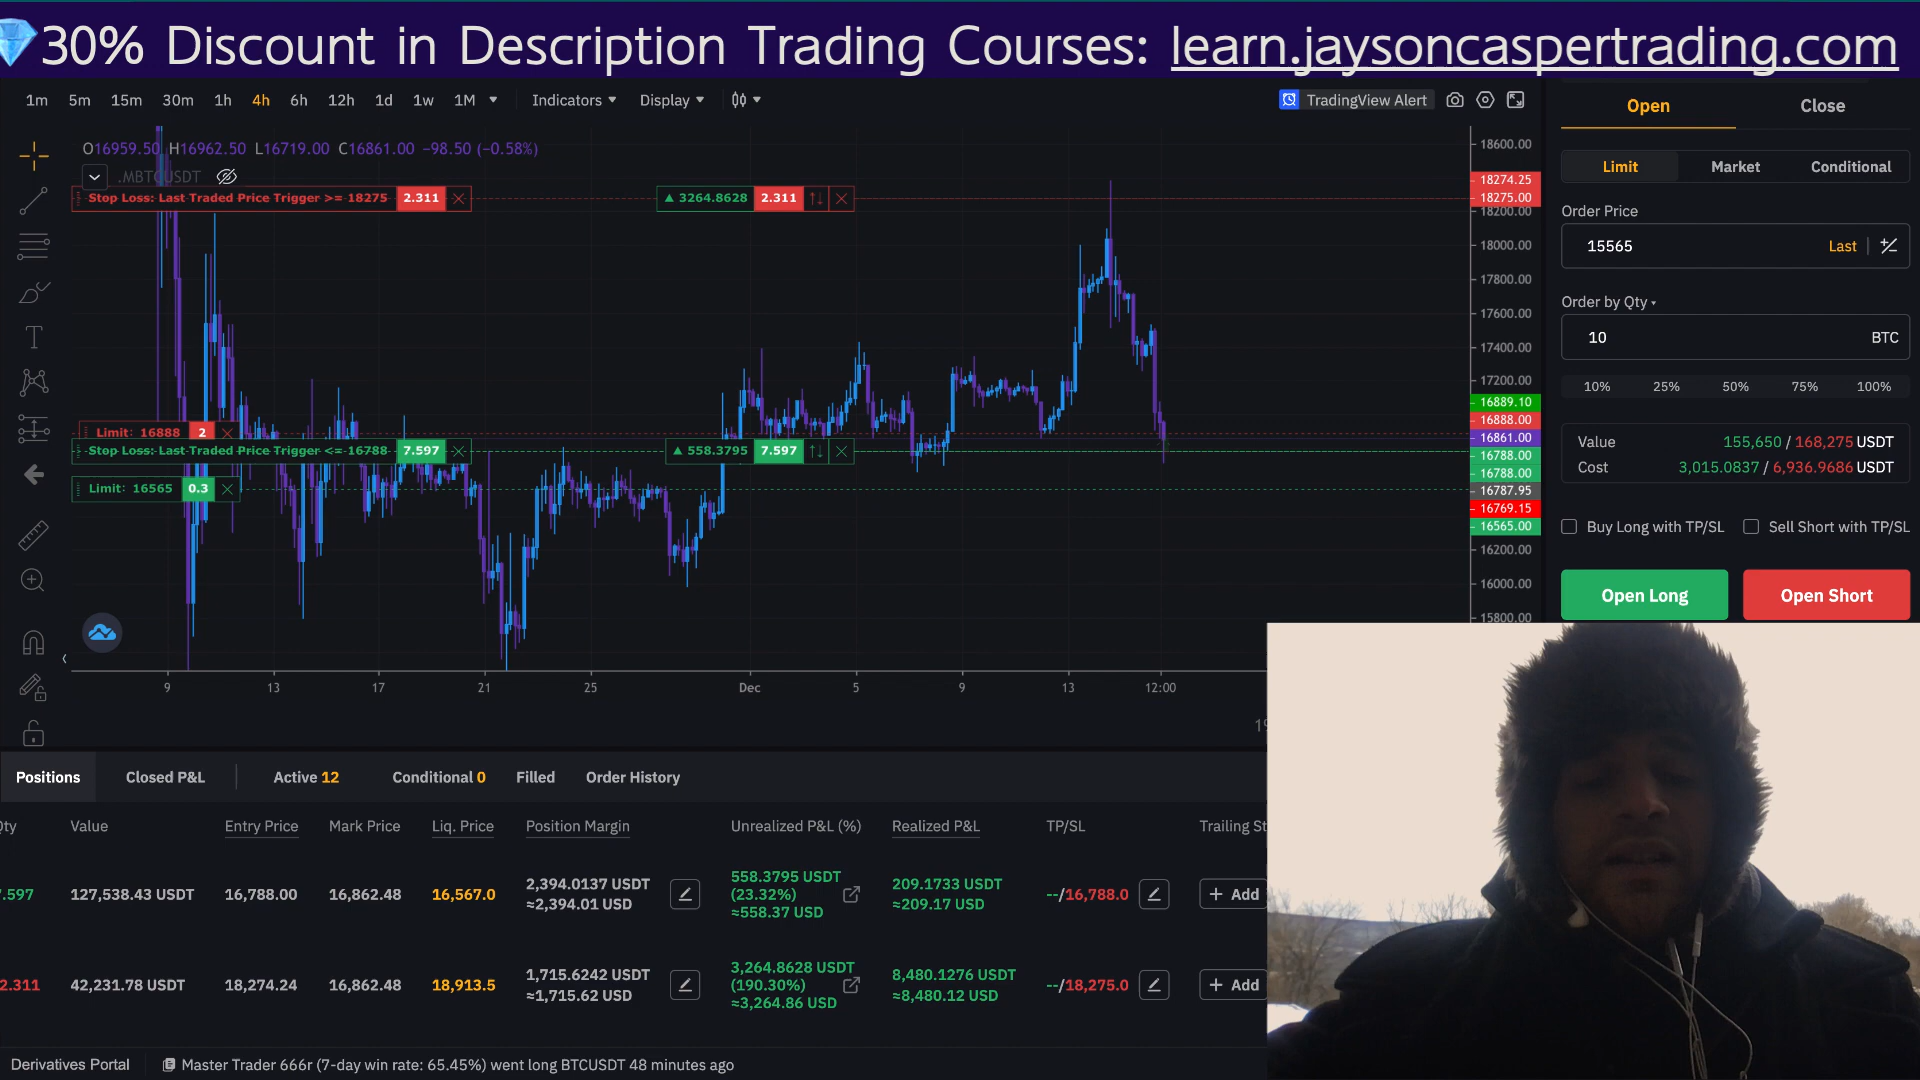 30% Discount in Description Trading Courses: learn.jaysoncaspertrading.com
1m 5m 15m 30m 1h 4h 6h 12h 1d 1w 1M Indicators Display TradingView Alert
Open Close
O16959.50 H16962.50 L16719.00 C16861.00 −98.50 (−0.58%)
.MBTCUSDT
Limit Market Conditional
Stop Loss: Last Traded Price Trigger >= 18275 2.311
3264.8628 2.311
Limit: 16888 2
Stop Loss: Last Traded Price Trigger <= 16788 7.597
558.3795 7.597
Limit: 16565 0.3
18600.00
18274.25
18275.00
18200.00
18000.00
17800.00
17600.00
17400.00
17200.00
16889.10
16888.00
16861.00
16788.00
16788.00
16787.95
16769.15
16565.00
16200.00
16000.00
15800.00
9 13 17 21 25 Dec 5 9 13 12:00
Order Price
15565 Last
Order by Qty
10 BTC
10% 25% 50% 75% 100%
Value 155,650 / 168,275 USDT
Cost 3,015.0837 / 6,936.9686 USDT
Buy Long with TP/SL Sell Short with TP/SL
Open Long Open Short
Positions Closed P&L Active 12 Conditional 0 Filled Order History
Qty Value Entry Price Mark Price Liq. Price Position Margin Unrealized P&L (%) Realized P&L TP/SL Trailing St
7.597 127,538.43 USDT 16,788.00 16,862.48 16,567.0 2,394.0137 USDT ≈2,394.01 USD 558.3795 USDT (23.32%) ≈558.37 USD 209.1733 USDT ≈209.17 USD --/16,788.0 + Add
2.311 42,231.78 USDT 18,274.24 16,862.48 18,913.5 1,715.6242 USDT ≈1,715.62 USD 3,264.8628 USDT (190.30%) ≈3,264.86 USD 8,480.1276 USDT ≈8,480.12 USD --/18,275.0 + Add
Derivatives Portal Master Trader 666r (7-day win rate: 65.45%) went long BTCUSDT 48 minutes ago